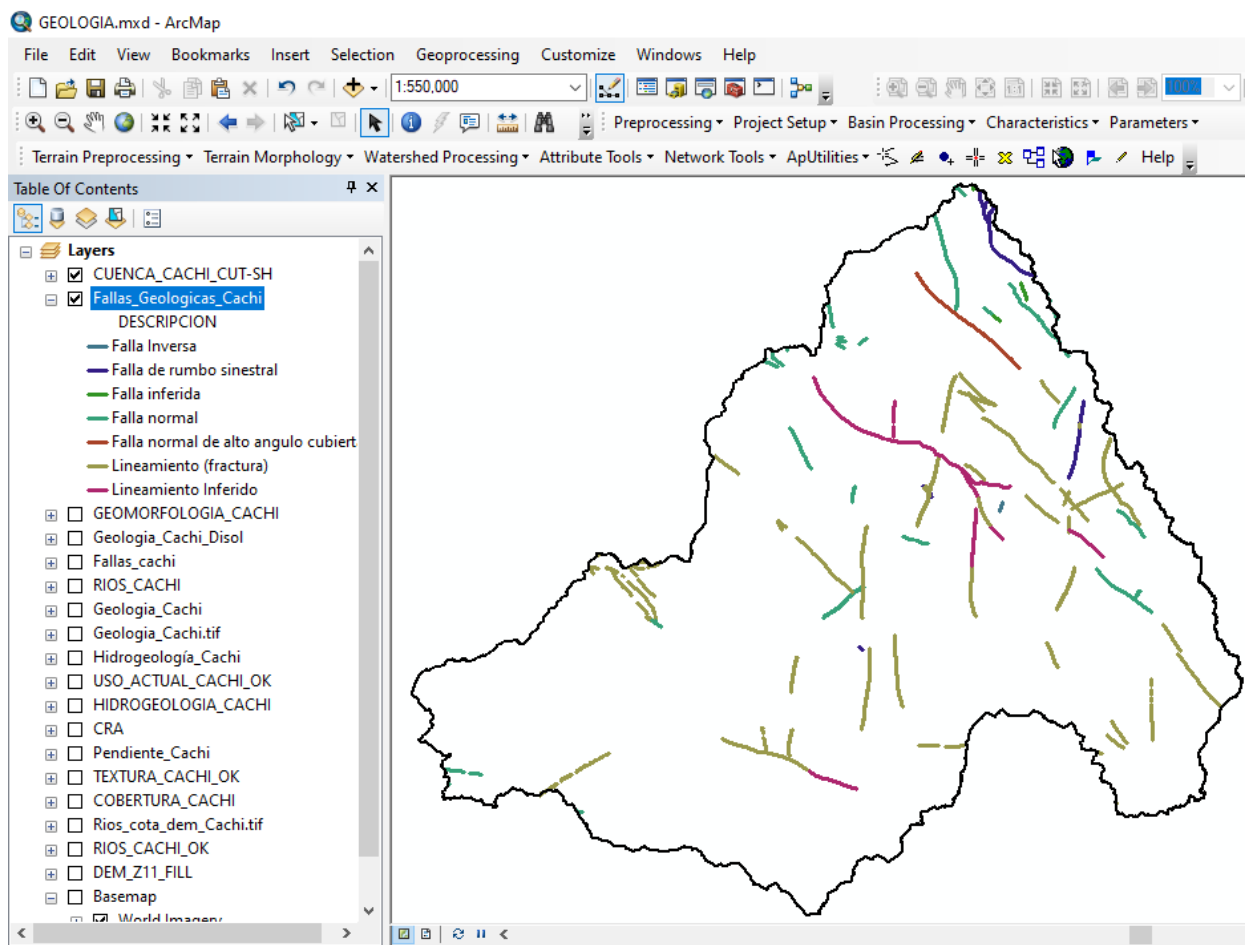 GEOLOGIA.mxd - ArcMap
File Edit View Bookmarks Insert Selection Geoprocessing Customize Windows Help
1:550,000 100%
Preprocessing Project Setup Basin Processing Characteristics Parameters
Terrain Preprocessing Terrain Morphology Watershed Processing Attribute Tools Network Tools ApUtilities Help
Table Of Contents
Layers
CUENCA_CACHI_CUT-SH
Fallas_Geologicas_Cachi
DESCRIPCION
Falla Inversa
Falla de rumbo sinestral
Falla inferida
Falla normal
Falla normal de alto angulo cubiert
Lineamiento (fractura)
Lineamiento Inferido
GEOMORFOLOGIA_CACHI
Geologia_Cachi_Disol
Fallas_cachi
RIOS_CACHI
Geologia_Cachi
Geologia_Cachi.tif
Hidrogeología_Cachi
USO_ACTUAL_CACHI_OK
HIDROGEOLOGIA_CACHI
CRA
Pendiente_Cachi
TEXTURA_CACHI_OK
COBERTURA_CACHI
Rios_cota_dem_Cachi.tif
RIOS_CACHI_OK
DEM_Z11_FILL
Basemap
World Imagery